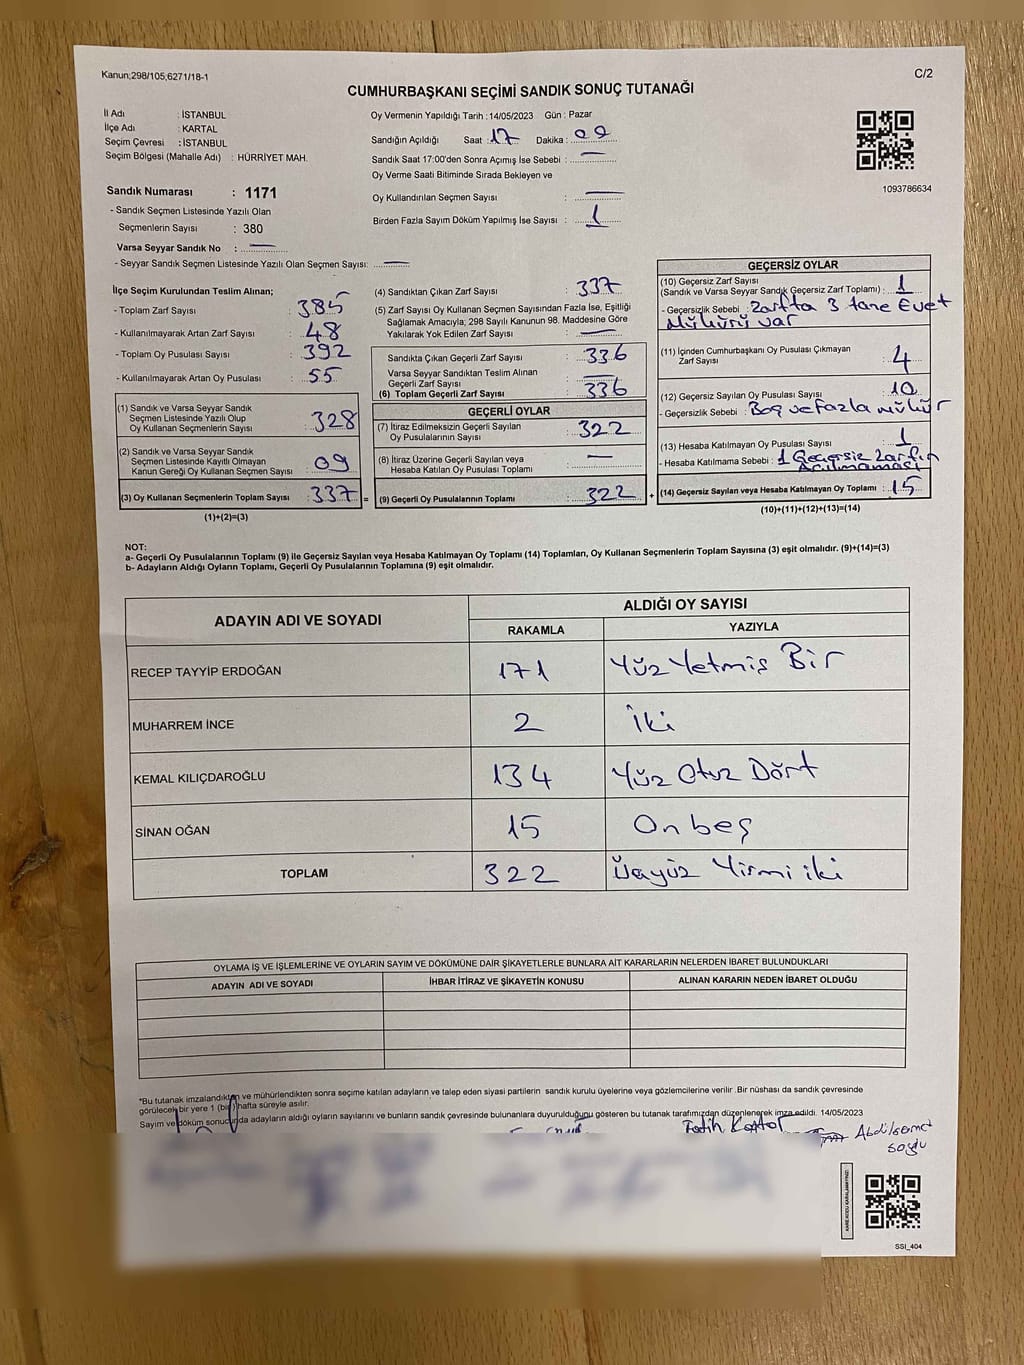 Kanun;298/105;6271/18-1
C/2
CUMHURBAŞKANI SEÇİMİ SANDIK SONUÇ TUTANAĞI
İl Adı : İSTANBUL
İlçe Adı : KARTAL
Seçim Çevresi : İSTANBUL
Seçim Bölgesi (Mahalle Adı) : HÜRRİYET MAH.
Sandık Numarası : 1171
- Sandık Seçmen Listesinde Yazılı Olan
Seçmenlerin Sayısı : 380
Varsa Seyyar Sandık No : —
- Seyyar Sandık Seçmen Listesinde Yazılı Olan Seçmen Sayısı: —
Oy Vermenin Yapıldığı Tarih : 14/05/2023 Gün : Pazar
Sandığın Açıldığı Saat : 17 Dakika : 09
Sandık Saat 17:00'den Sonra Açımış İse Sebebi : —
Oy Verme Saati Bitiminde Sırada Bekleyen ve
Oy Kullandırılan Seçmen Sayısı : —
Birden Fazla Sayım Döküm Yapılmış İse Sayısı : 1
1093786634
İlçe Seçim Kurulundan Teslim Alınan;
- Toplam Zarf Sayısı : 385
- Kullanılmayarak Artan Zarf Sayısı : 48
- Toplam Oy Pusulası Sayısı : 392
- Kullanılmayarak Artan Oy Pusulası : 55
(1) Sandık ve Varsa Seyyar Sandık
Seçmen Listesinde Yazılı Olup
Oy Kullanan Seçmenlerin Sayısı : 328
(2) Sandık ve Varsa Seyyar Sandık
Seçmen Listesinde Kayıtlı Olmayan
Kanun Gereği Oy Kullanan Seçmen Sayısı : 09
(3) Oy Kullanan Seçmenlerin Toplam Sayısı : 337 =
(1)+(2)=(3)
(4) Sandıktan Çıkan Zarf Sayısı : 337
(5) Zarf Sayısı Oy Kullanan Seçmen Sayısından Fazla İse, Eşitliği
Sağlamak Amacıyla; 298 Sayılı Kanunun 98. Maddesine Göre
Yakılarak Yok Edilen Zarf Sayısı : —
Sandıkta Çıkan Geçerli Zarf Sayısı : 336
Varsa Seyyar Sandıktan Teslim Alınan
Geçerli Zarf Sayısı : —
(6) Toplam Geçerli Zarf Sayısı : 336
GEÇERLİ OYLAR
(7) İtiraz Edilmeksizin Geçerli Sayılan
Oy Pusulalarının Sayısı : 322
(8) İtiraz Üzerine Geçerli Sayılan veya
Hesaba Katılan Oy Pusulası Toplamı : —
(9) Geçerli Oy Pusulalarının Toplamı : 322 +
GEÇERSİZ OYLAR
(10) Geçersiz Zarf Sayısı
(Sandık ve Varsa Seyyar Sandık Geçersiz Zarf Toplamı) : 1
- Geçersizlik Sebebi : Zarfta 3 tane Evet
Mührü var
(11) İçinden Cumhurbaşkanı Oy Pusulası Çıkmayan
Zarf Sayısı : 4
(12) Geçersiz Sayılan Oy Pusulası Sayısı : 10
- Geçersizlik Sebebi : Boş ve fazla mühür
(13) Hesaba Katılmayan Oy Pusulası Sayısı : 1
- Hesaba Katılmama Sebebi : 1 Geçersiz Zarfın
Açılmaması
(14) Geçersiz Sayılan veya Hesaba Katılmayan Oy Toplamı : 15
(10)+(11)+(12)+(13)=(14)
NOT:
a- Geçerli Oy Pusulalarının Toplamı (9) ile Geçersiz Sayılan veya Hesaba Katılmayan Oy Toplamı (14) Toplamları, Oy Kullanan Seçmenlerin Toplam Sayısına (3) eşit olmalıdır. (9)+(14)=(3)
b- Adayların Aldığı Oyların Toplamı, Geçerli Oy Pusulalarının Toplamına (9) eşit olmalıdır.
ADAYIN ADI VE SOYADI
ALDIĞI OY SAYISI
RAKAMLA YAZIYLA
RECEP TAYYİP ERDOĞAN 171 Yüz Yetmiş Bir
MUHARREM İNCE 2 İki
KEMAL KILIÇDAROĞLU 134 Yüz Otuz Dört
SİNAN OĞAN 15 On beş
TOPLAM 322 Üçyüz Yirmi iki
OYLAMA İŞ VE İŞLEMLERİNE VE OYLARIN SAYIM VE DÖKÜMÜNE DAİR ŞİKAYETLERLE BUNLARA AİT KARARLARIN NELERDEN İBARET BULUNDUKLARI
ADAYIN ADI VE SOYADI İHBAR İTİRAZ VE ŞİKAYETİN KONUSU ALINAN KARARIN NEDEN İBARET OLDUĞU
*Bu tutanak imzalandıktan ve mühürlendikten sonra seçime katılan adayların ve talep eden siyasi partilerin sandık kurulu üyelerine veya gözlemcilerine verilir .Bir nüshası da sandık çevresinde
görülecek bir yere 1 (bir) hafta süreyle asılır.
Sayım ve döküm sonucunda adayların aldığı oyların sayılarını ve bunların sandık çevresinde bulunanlara duyurulduğunu gösteren bu tutanak tarafımızdan düzenlenerek imza edildi. 14/05/2023
Fatih
SSI_404